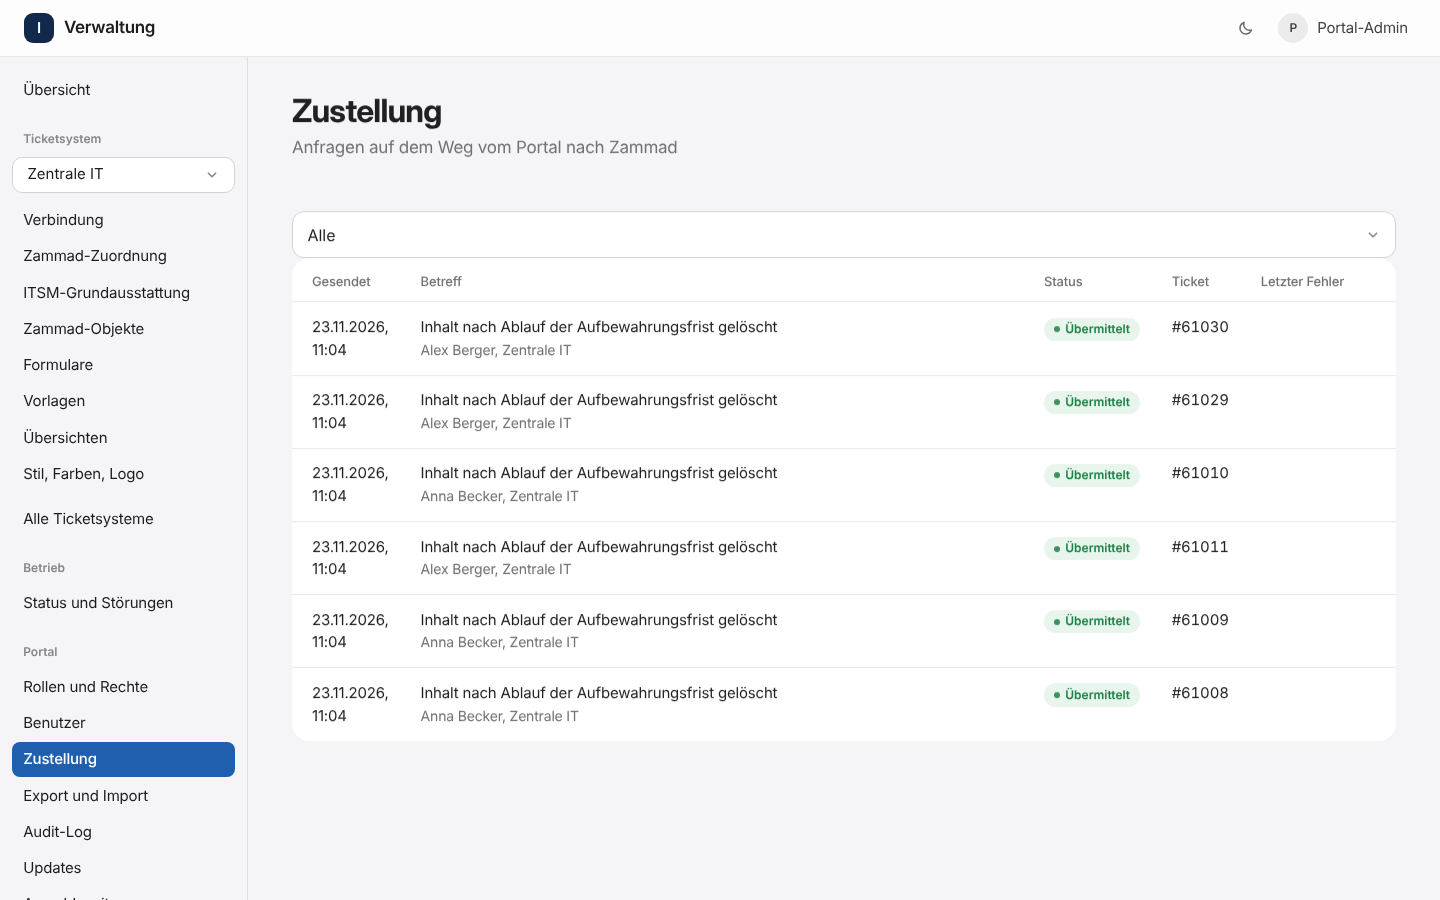 I Verwaltung
P Portal-Admin
Übersicht
Ticketsystem
Zentrale IT
Verbindung
Zammad-Zuordnung
ITSM-Grundausstattung
Zammad-Objekte
Formulare
Vorlagen
Übersichten
Stil, Farben, Logo
Alle Ticketsysteme
Betrieb
Status und Störungen
Portal
Rollen und Rechte
Benutzer
Zustellung
Export und Import
Audit-Log
Updates
Zustellung
Anfragen auf dem Weg vom Portal nach Zammad
Alle
Gesendet Betreff Status Ticket Letzter Fehler
23.11.2026, Inhalt nach Ablauf der Aufbewahrungsfrist gelöscht Übermittelt #61030
11:04 Alex Berger, Zentrale IT
23.11.2026, Inhalt nach Ablauf der Aufbewahrungsfrist gelöscht Übermittelt #61029
11:04 Alex Berger, Zentrale IT
23.11.2026, Inhalt nach Ablauf der Aufbewahrungsfrist gelöscht Übermittelt #61010
11:04 Anna Becker, Zentrale IT
23.11.2026, Inhalt nach Ablauf der Aufbewahrungsfrist gelöscht Übermittelt #61011
11:04 Alex Berger, Zentrale IT
23.11.2026, Inhalt nach Ablauf der Aufbewahrungsfrist gelöscht Übermittelt #61009
11:04 Anna Becker, Zentrale IT
23.11.2026, Inhalt nach Ablauf der Aufbewahrungsfrist gelöscht Übermittelt #61008
11:04 Anna Becker, Zentrale IT